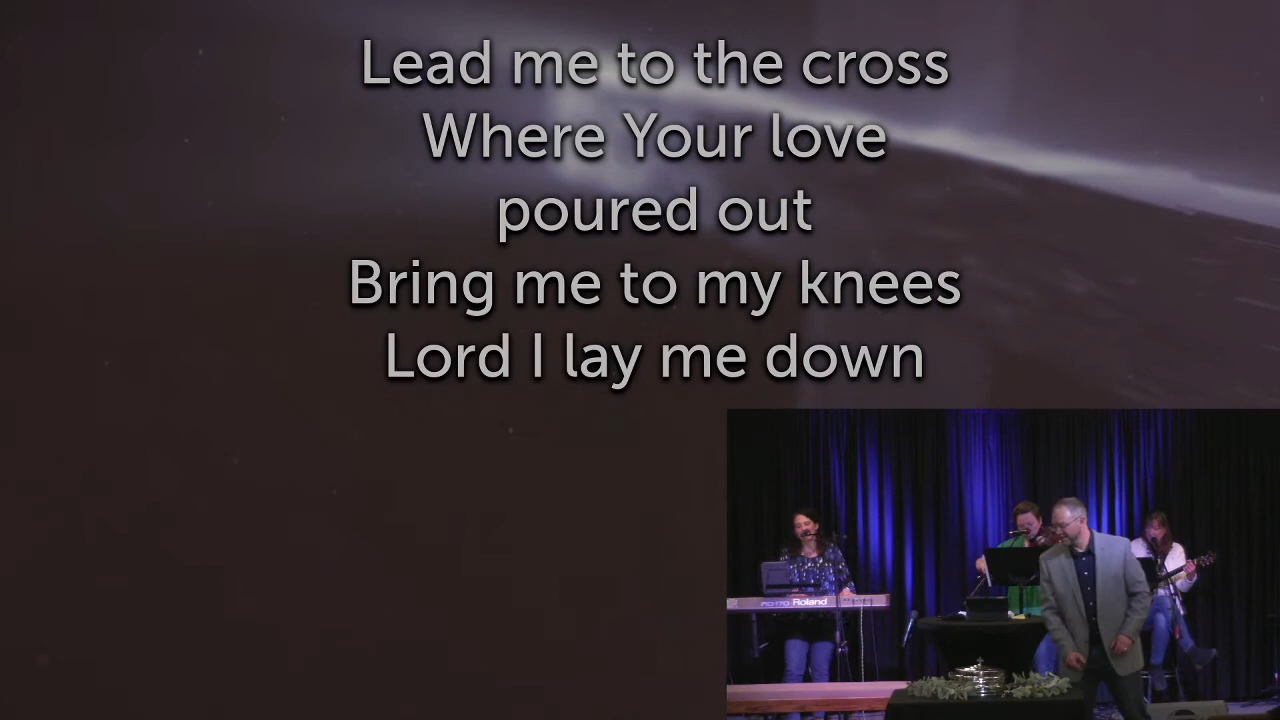 Lead me to the cross
Where Your love
poured out
Bring me to my knees
Lord I lay me down
Roland